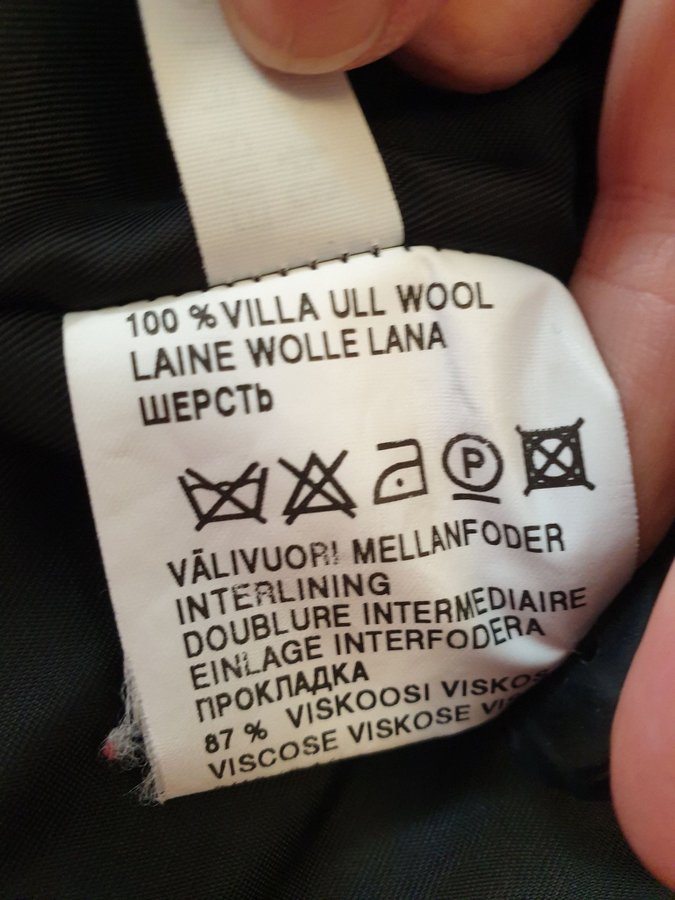 100 % VILLA ULL WOOL
LAINE WOLLE LANA
ШЕРСТЬ
P
VÄLIVUORI MELLANFODER
INTERLINING
DOUBLURE INTERMEDIAIRE
EINLAGE INTERFODERA
ПРОКЛАДКА
87 % VISKOOSI VISKOS
VISCOSE VISKOSE